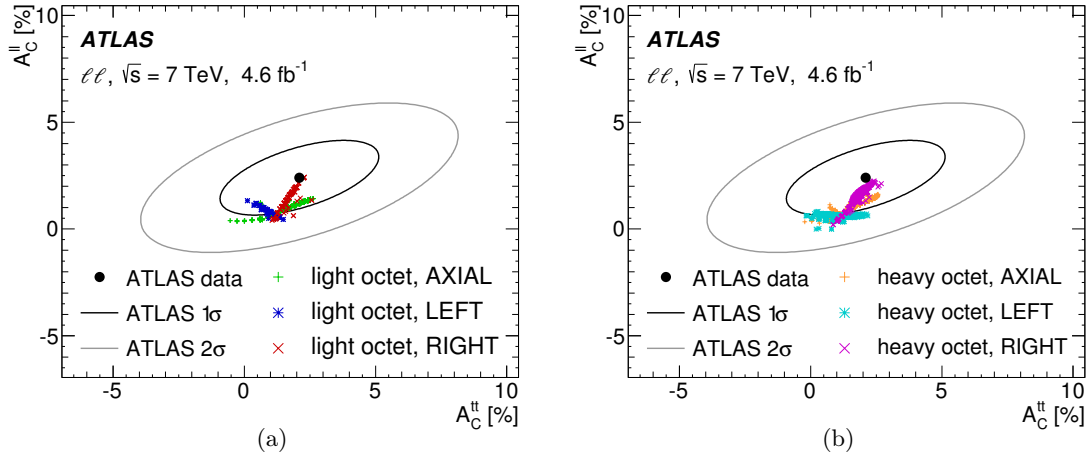 A_C^ll [%]
10
5
0
-5
ATLAS
ℓℓ, √s = 7 TeV, 4.6 fb⁻¹
ATLAS data
ATLAS 1σ
ATLAS 2σ
light octet, AXIAL
light octet, LEFT
light octet, RIGHT
-5 0 5 10
A_C^tt [%]
(a)
A_C^ll [%]
10
5
0
-5
ATLAS
ℓℓ, √s = 7 TeV, 4.6 fb⁻¹
ATLAS data
ATLAS 1σ
ATLAS 2σ
heavy octet, AXIAL
heavy octet, LEFT
heavy octet, RIGHT
-5 0 5 10
A_C^tt [%]
(b)